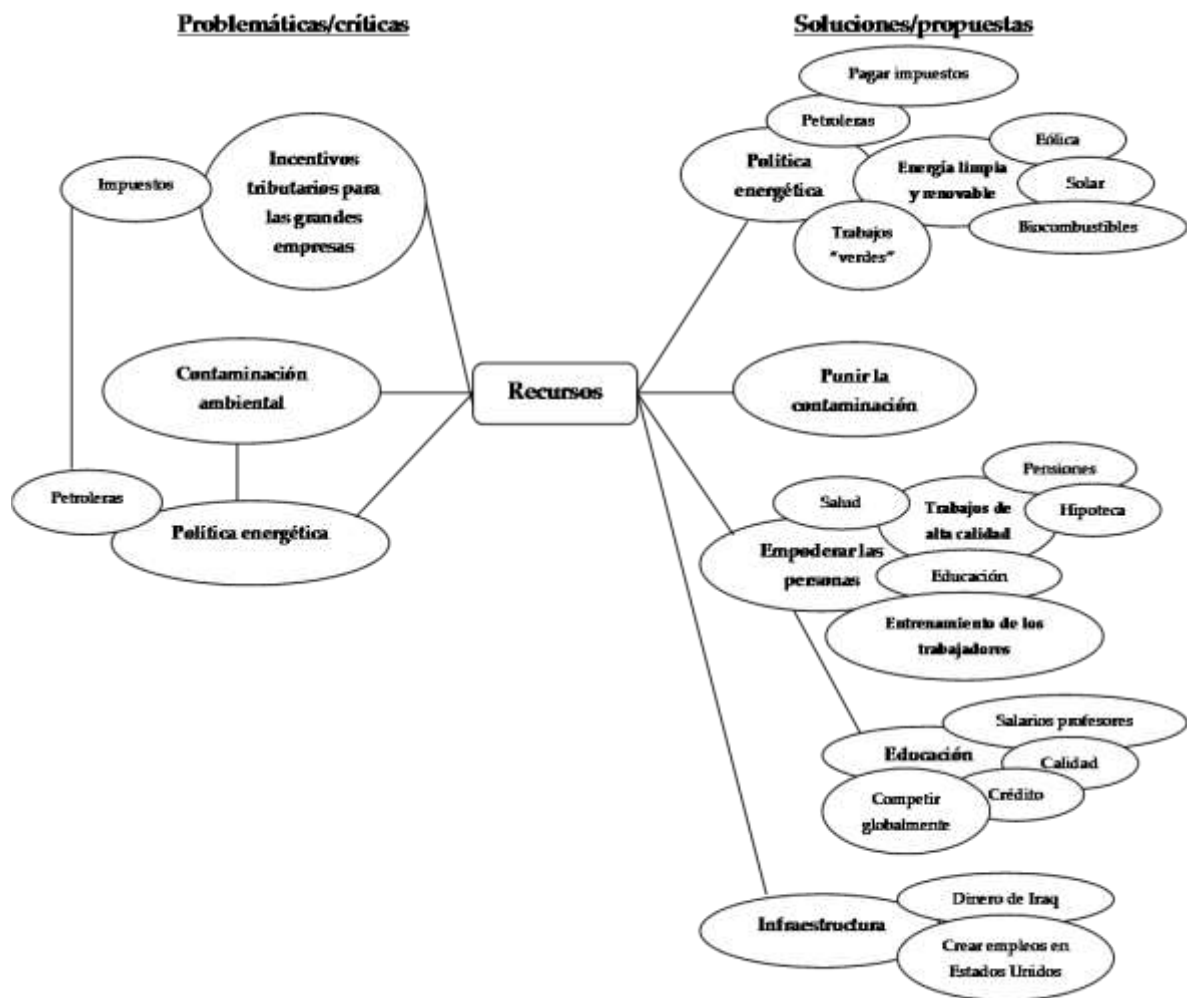 Problemáticas/críticas
Soluciones/propuestas
Incentivos
tributarios para
las grandes
empresas
Impuestos
Contaminación
ambiental
Petroleras
Política energética
Recursos
Pagar impuestos
Petroleras
Política
energética
Energía limpia
y renovable
Eólica
Solar
Biocombustibles
Trabajos
"verdes"
Punir la
contaminación
Pensiones
Salud
Trabajos de
alta calidad
Hipoteca
Empoderar las
personas
Educación
Entrenamiento de los
trabajadores
Salarios profesores
Educación
Calidad
Crédito
Competir
globalmente
Dinero de Iraq
Infraestructura
Crear empleos en
Estados Unidos